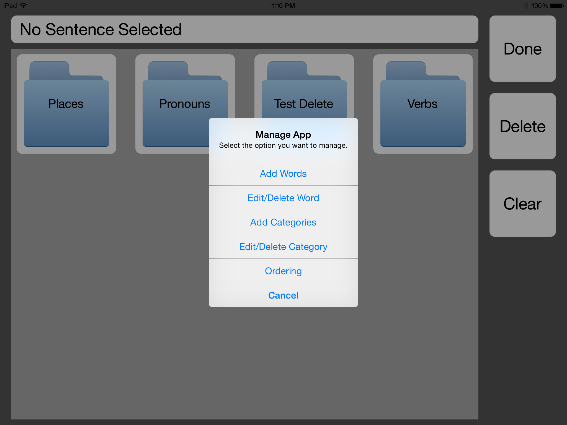 iPad
1:16 PM
100%
No Sentence Selected
Done
Places
Pronouns
Test Delete
Verbs
Delete
Clear
Manage App
Select the option you want to manage.
Add Words
Edit/Delete Word
Add Categories
Edit/Delete Category
Ordering
Cancel